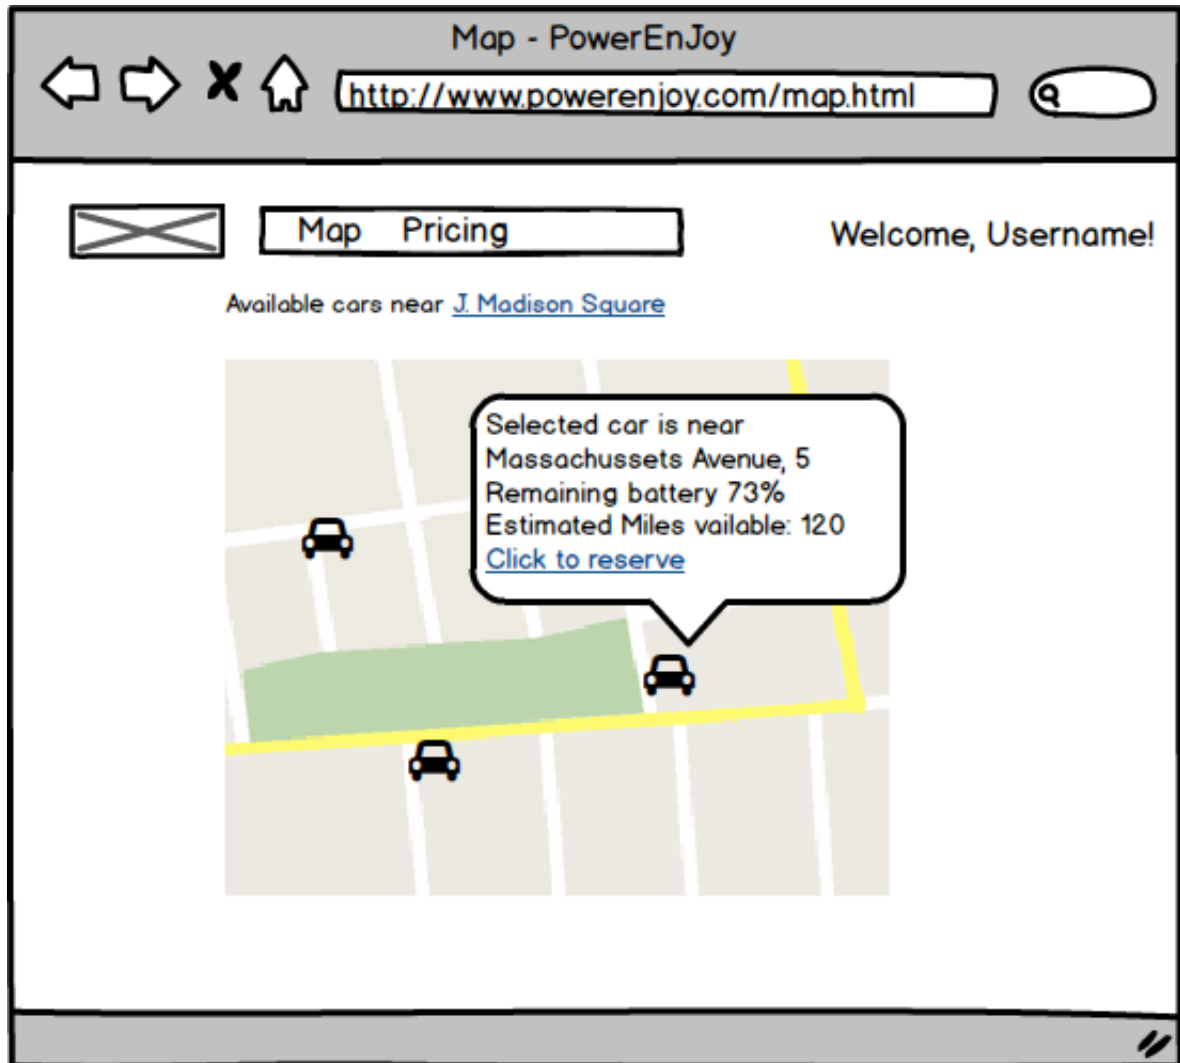 Map - PowerEnJoy
http://www.powerenjoy.com/map.html
Map Pricing
Welcome, Username!
Available cars near J. Madison Square
Selected car is near
Massachussets Avenue, 5
Remaining battery 73%
Estimated Miles vailable: 120
Click to reserve